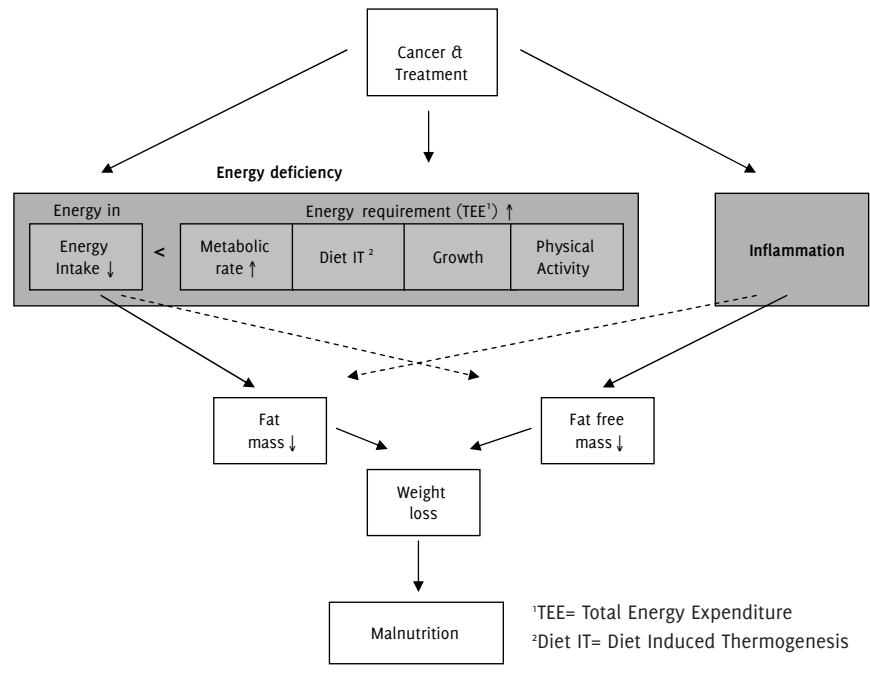 Cancer &
Treatment
Energy deficiency
Energy in
Energy requirement (TEE¹) ↑
Energy
Intake ↓
<
Metabolic
rate ↑
Diet IT ²
Growth
Physical
Activity
Inflammation
Fat
mass ↓
Fat free
mass ↓
Weight
loss
Malnutrition
¹TEE= Total Energy Expenditure
²Diet IT= Diet Induced Thermogenesis